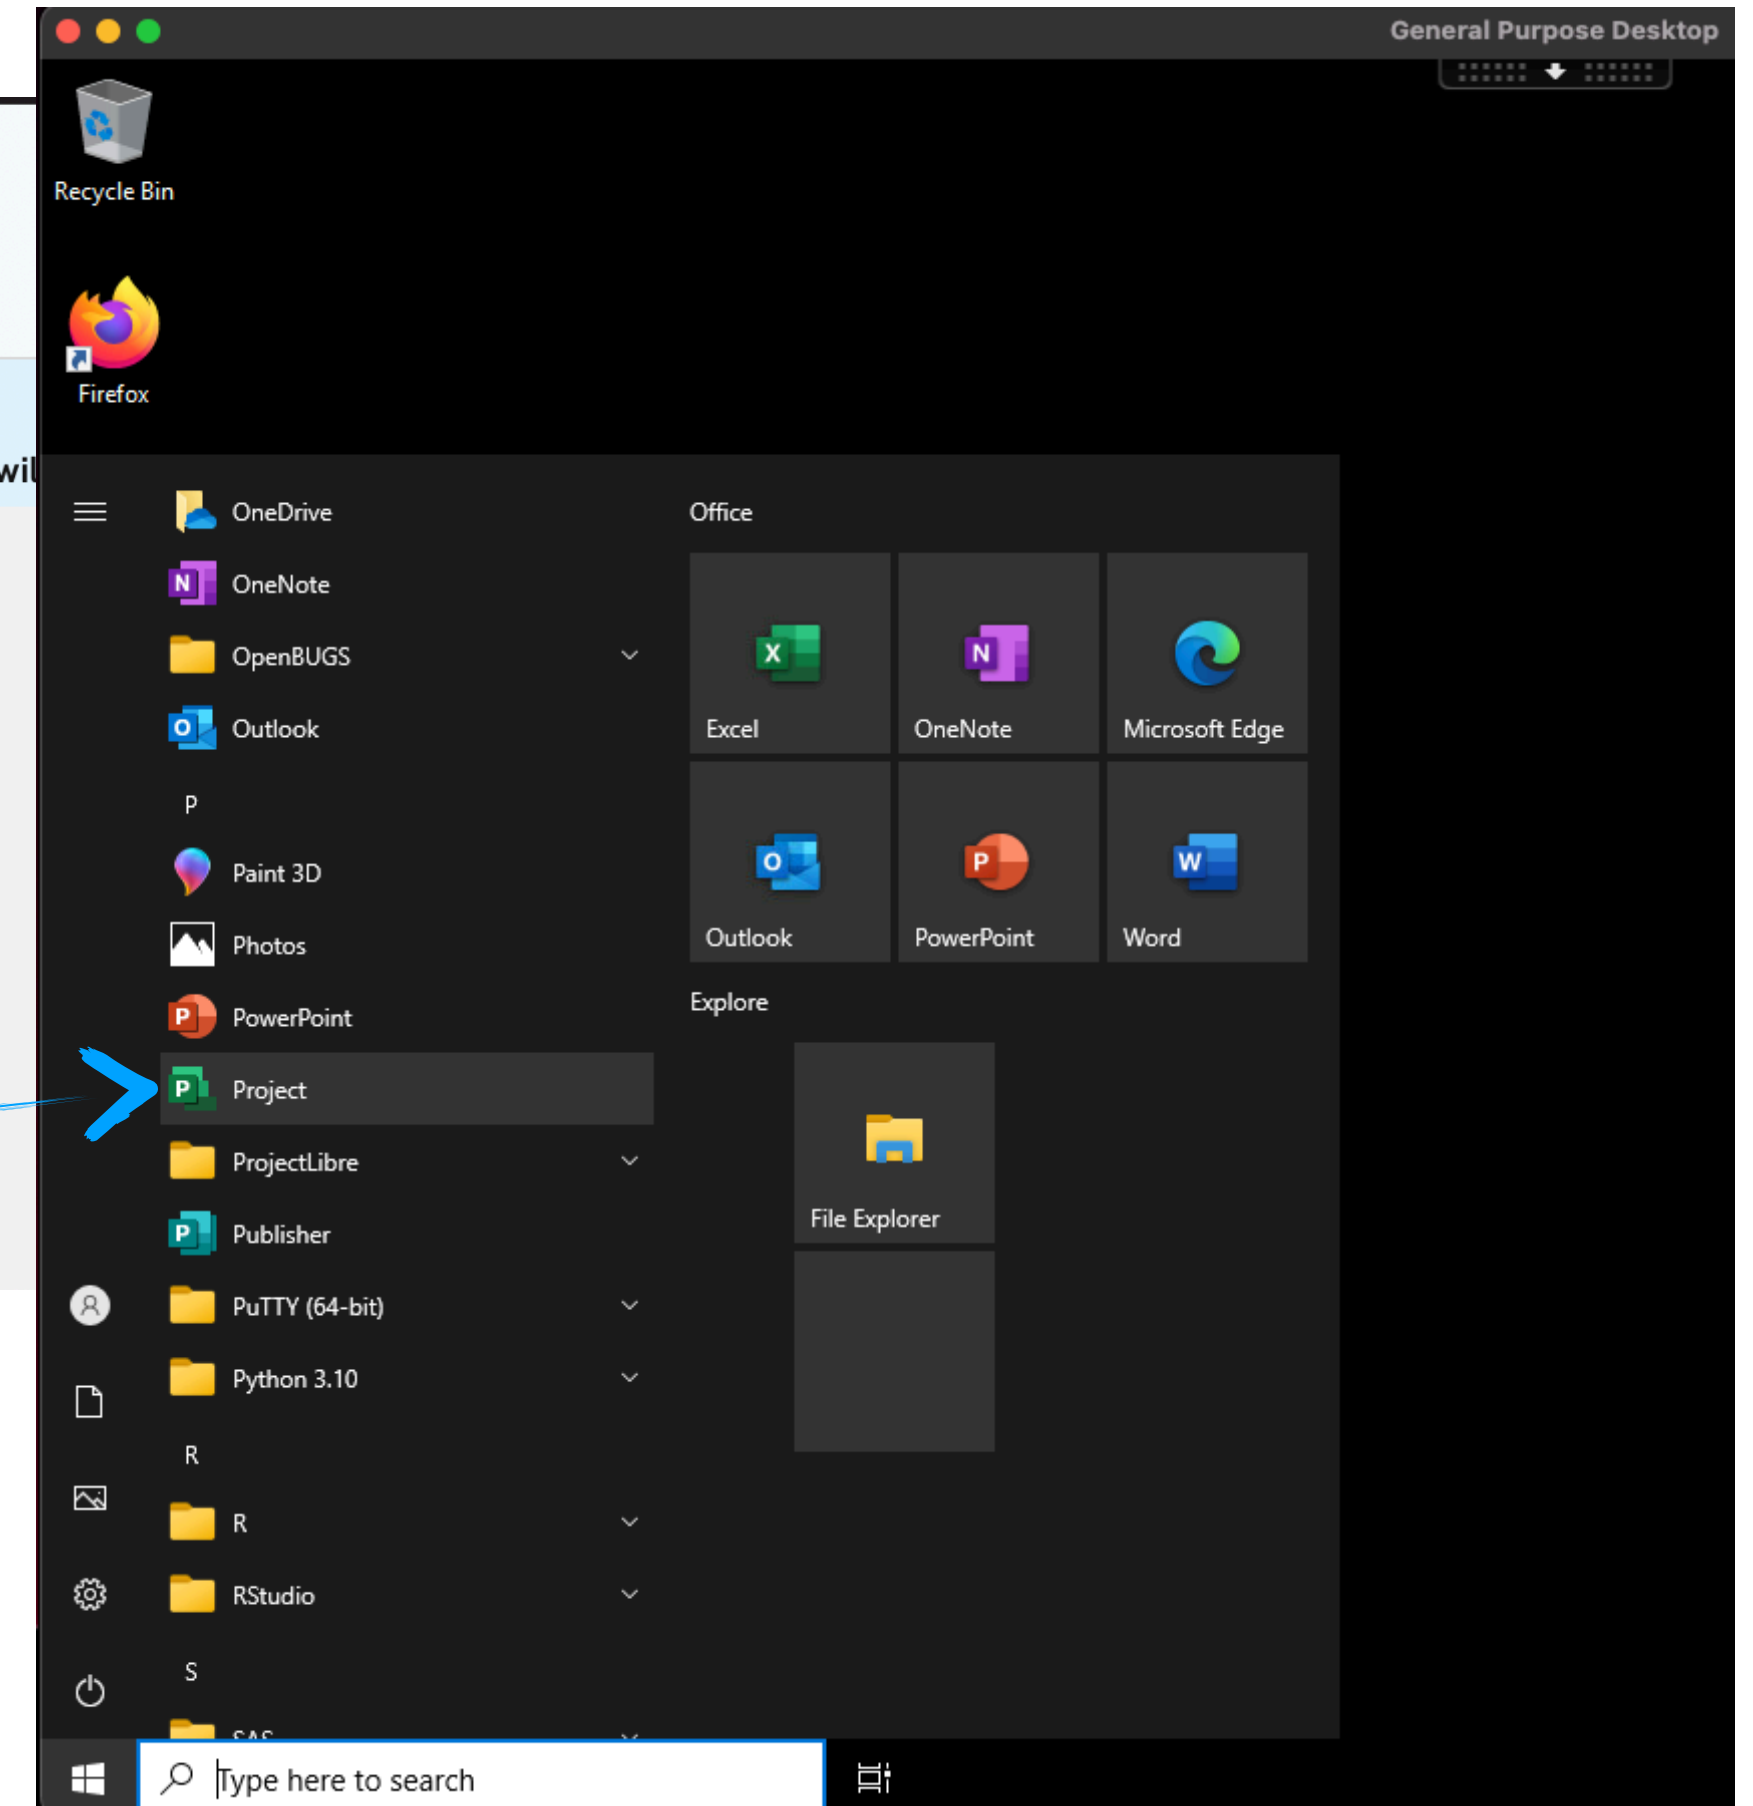 General Purpose Desktop
Recycle Bin
Firefox
wil
OneDrive
OneNote
OpenBUGS
Outlook
P
Paint 3D
Photos
PowerPoint
Project
ProjectLibre
Publisher
PuTTY (64-bit)
Python 3.10
R
R
RStudio
S
SAS
Office
Excel
OneNote
Microsoft Edge
Outlook
PowerPoint
Word
Explore
File Explorer
Type here to search